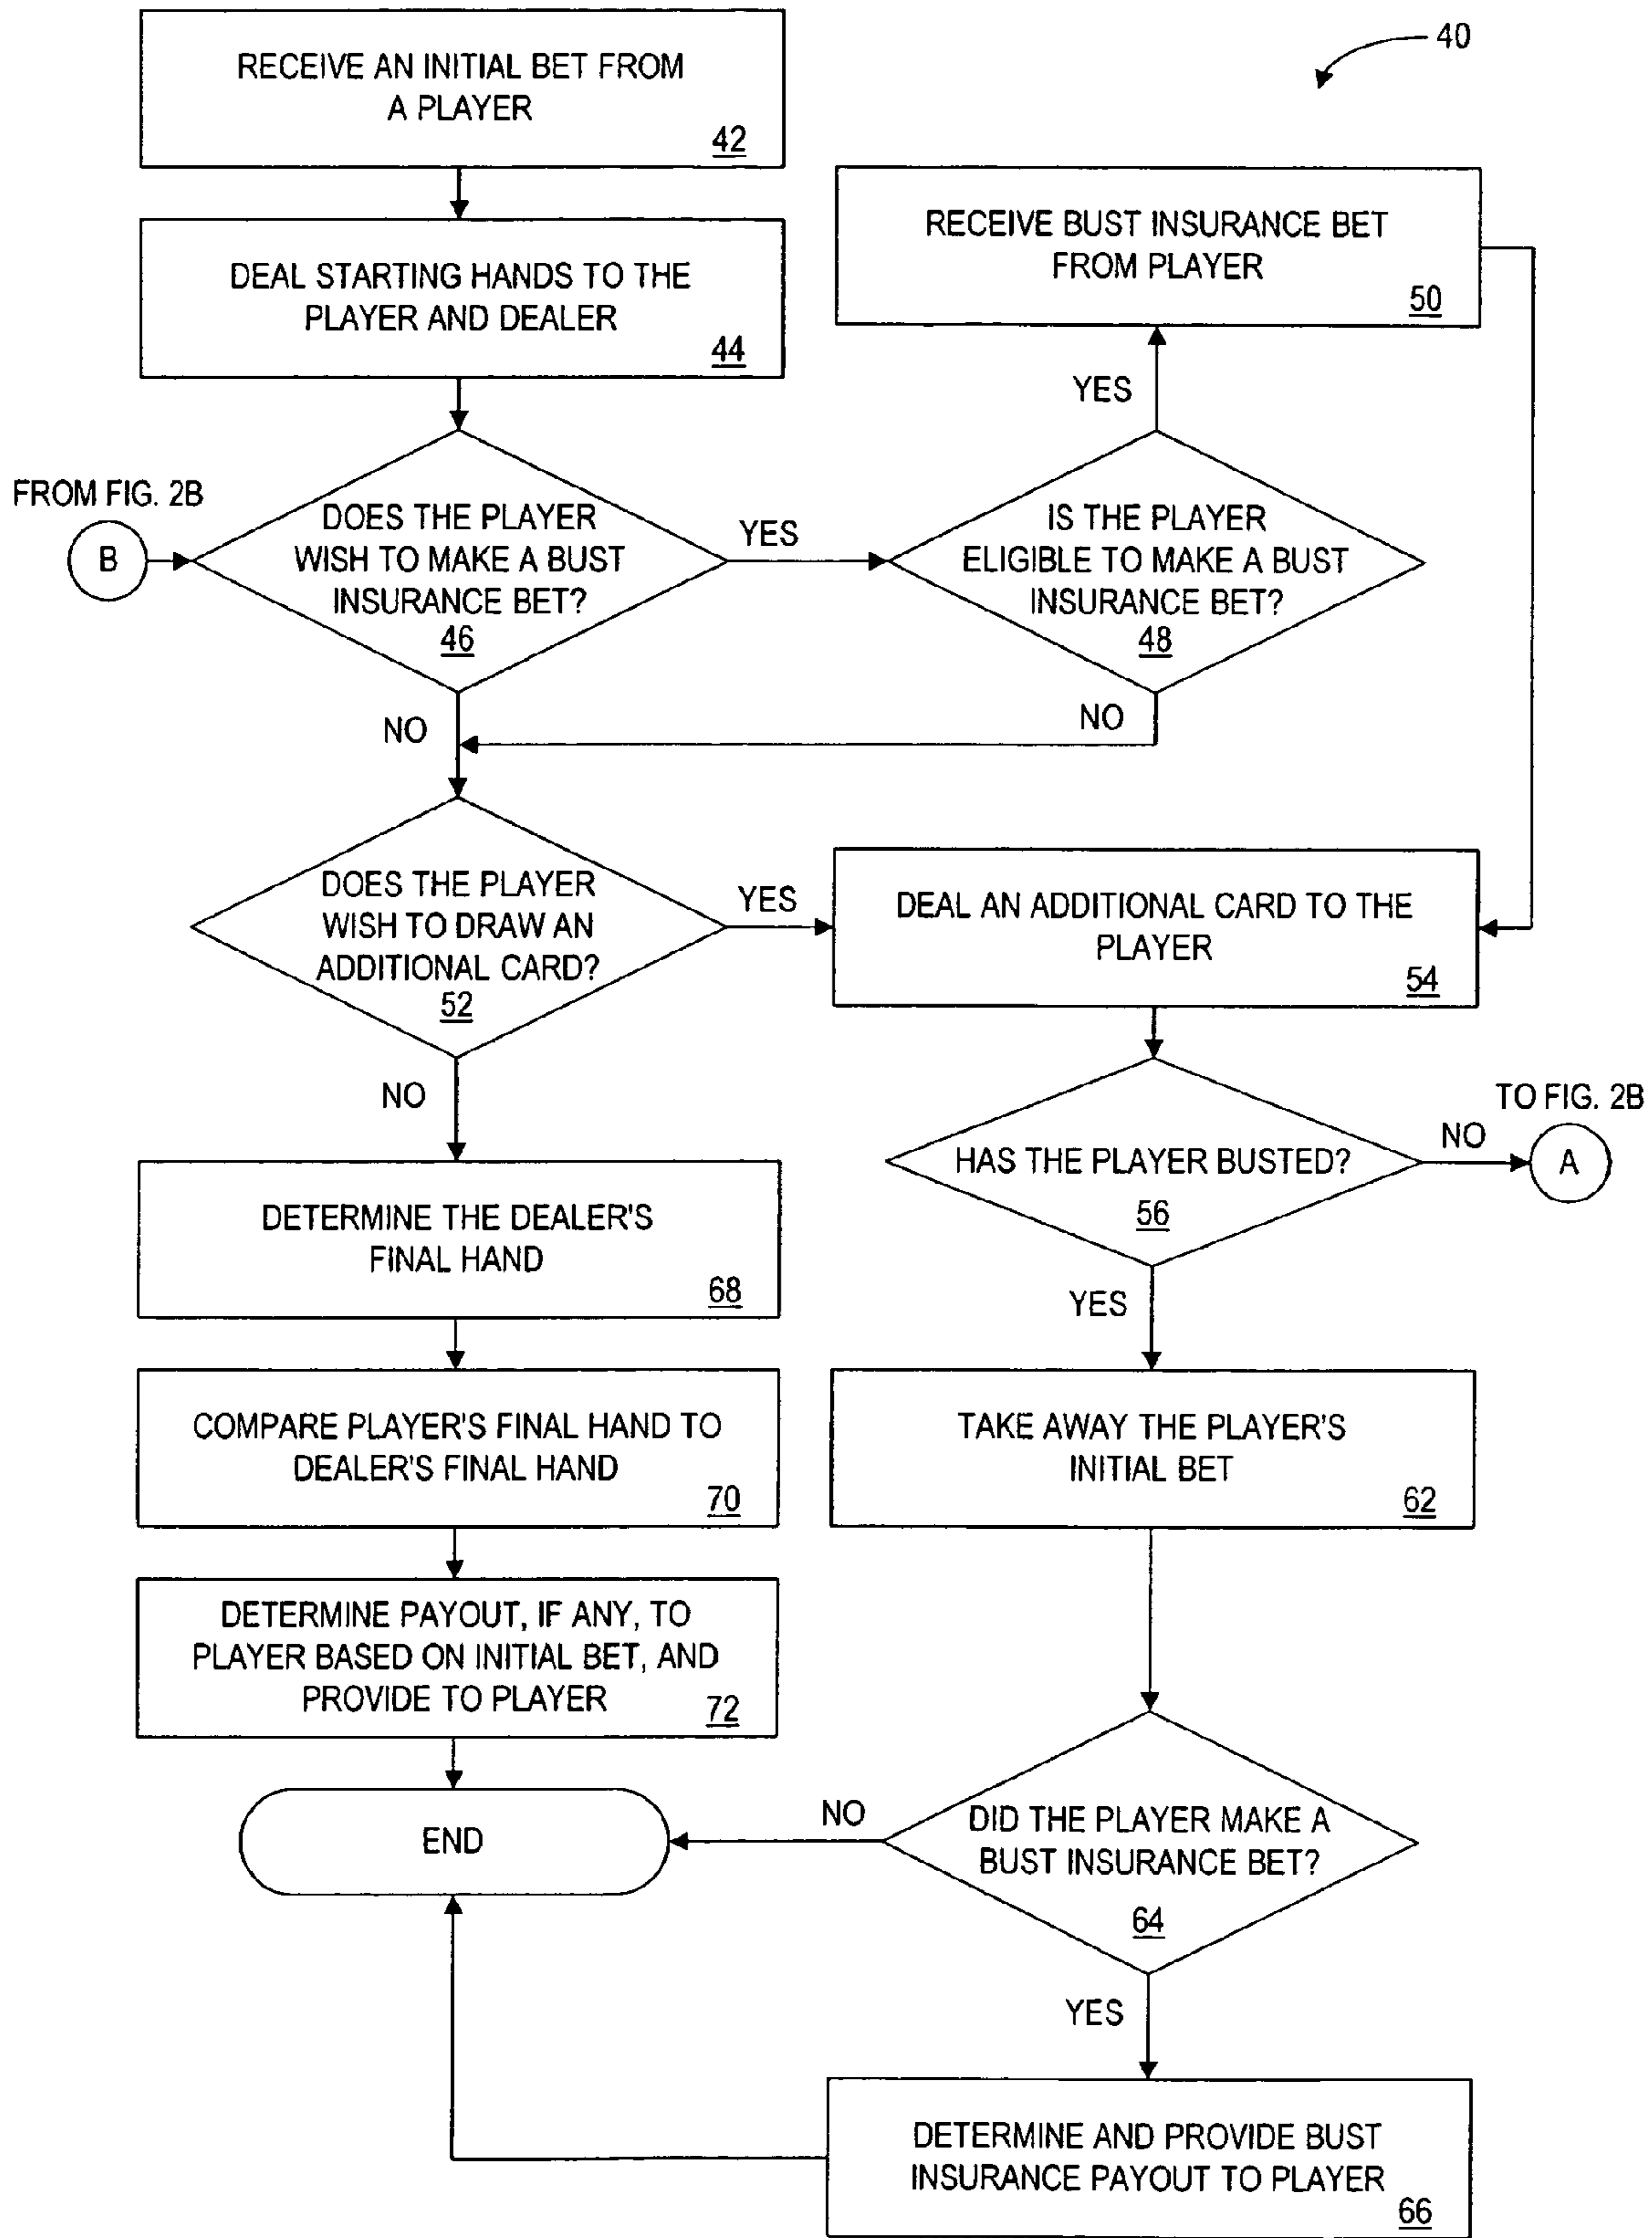 40
RECEIVE AN INITIAL BET FROM
A PLAYER
42
DEAL STARTING HANDS TO THE
PLAYER AND DEALER
44
RECEIVE BUST INSURANCE BET
FROM PLAYER
50
YES
FROM FIG. 2B
B
DOES THE PLAYER
WISH TO MAKE A BUST
INSURANCE BET?
46
YES
IS THE PLAYER
ELIGIBLE TO MAKE A BUST
INSURANCE BET?
48
NO
NO
DOES THE PLAYER
WISH TO DRAW AN
ADDITIONAL CARD?
52
YES
DEAL AN ADDITIONAL CARD TO THE
PLAYER
54
NO
HAS THE PLAYER BUSTED?
56
NO
TO FIG. 2B
A
YES
DETERMINE THE DEALER'S
FINAL HAND
68
COMPARE PLAYER'S FINAL HAND TO
DEALER'S FINAL HAND
70
TAKE AWAY THE PLAYER'S
INITIAL BET
62
DETERMINE PAYOUT, IF ANY, TO
PLAYER BASED ON INITIAL BET, AND
PROVIDE TO PLAYER
72
END
NO
DID THE PLAYER MAKE A
BUST INSURANCE BET?
64
YES
DETERMINE AND PROVIDE BUST
INSURANCE PAYOUT TO PLAYER
66